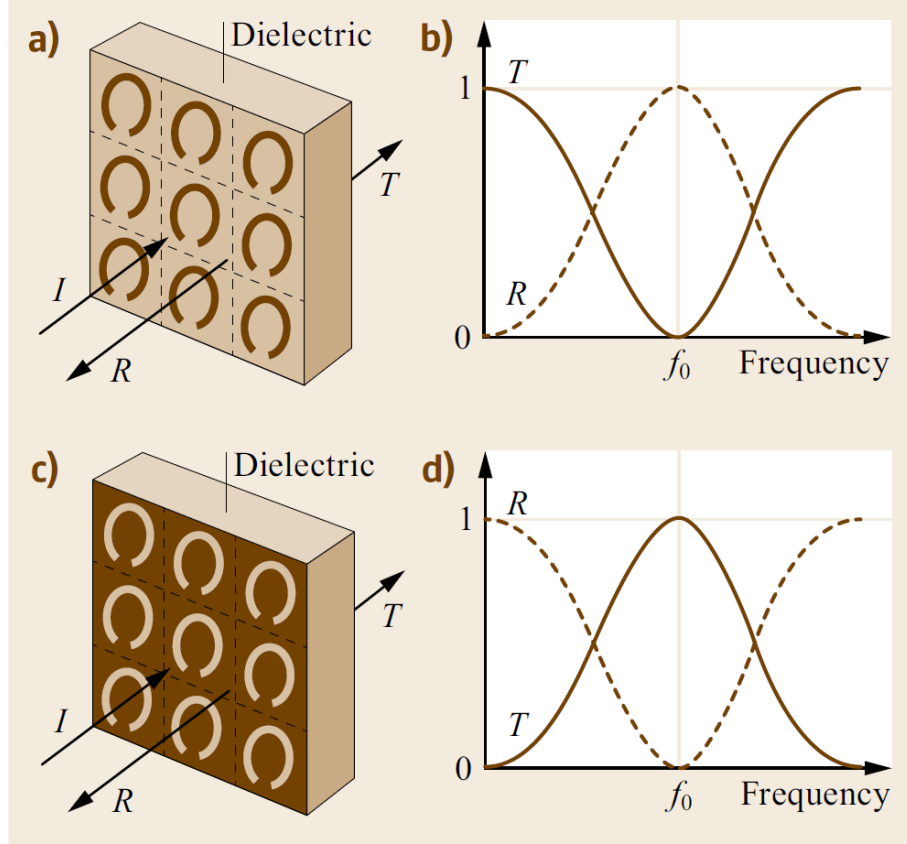 a)
Dielectric
T
I
R
b)
T
1
R
0
f₀
Frequency
c)
Dielectric
T
I
R
d)
R
1
T
0
f₀
Frequency